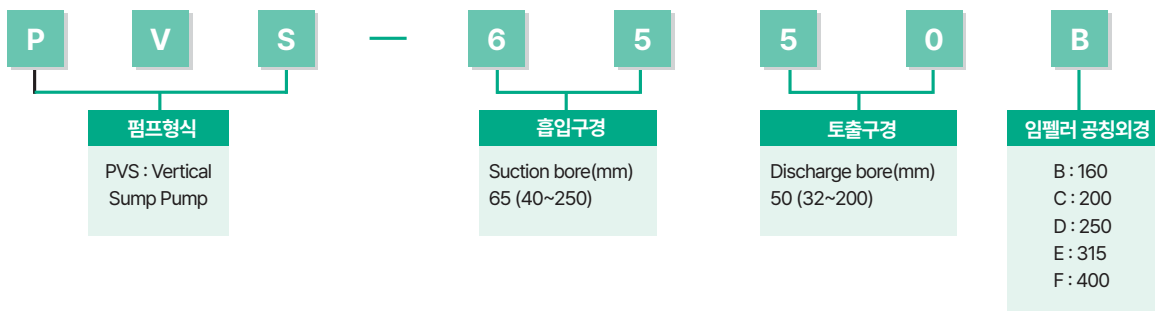 P V S — 6 5 5 0 B
펌프형식
PVS : Vertical
Sump Pump
흡입구경
Suction bore(mm)
65 (40~250)
토출구경
Discharge bore(mm)
50 (32~200)
임펠러 공칭외경
B : 160
C : 200
D : 250
E : 315
F : 400